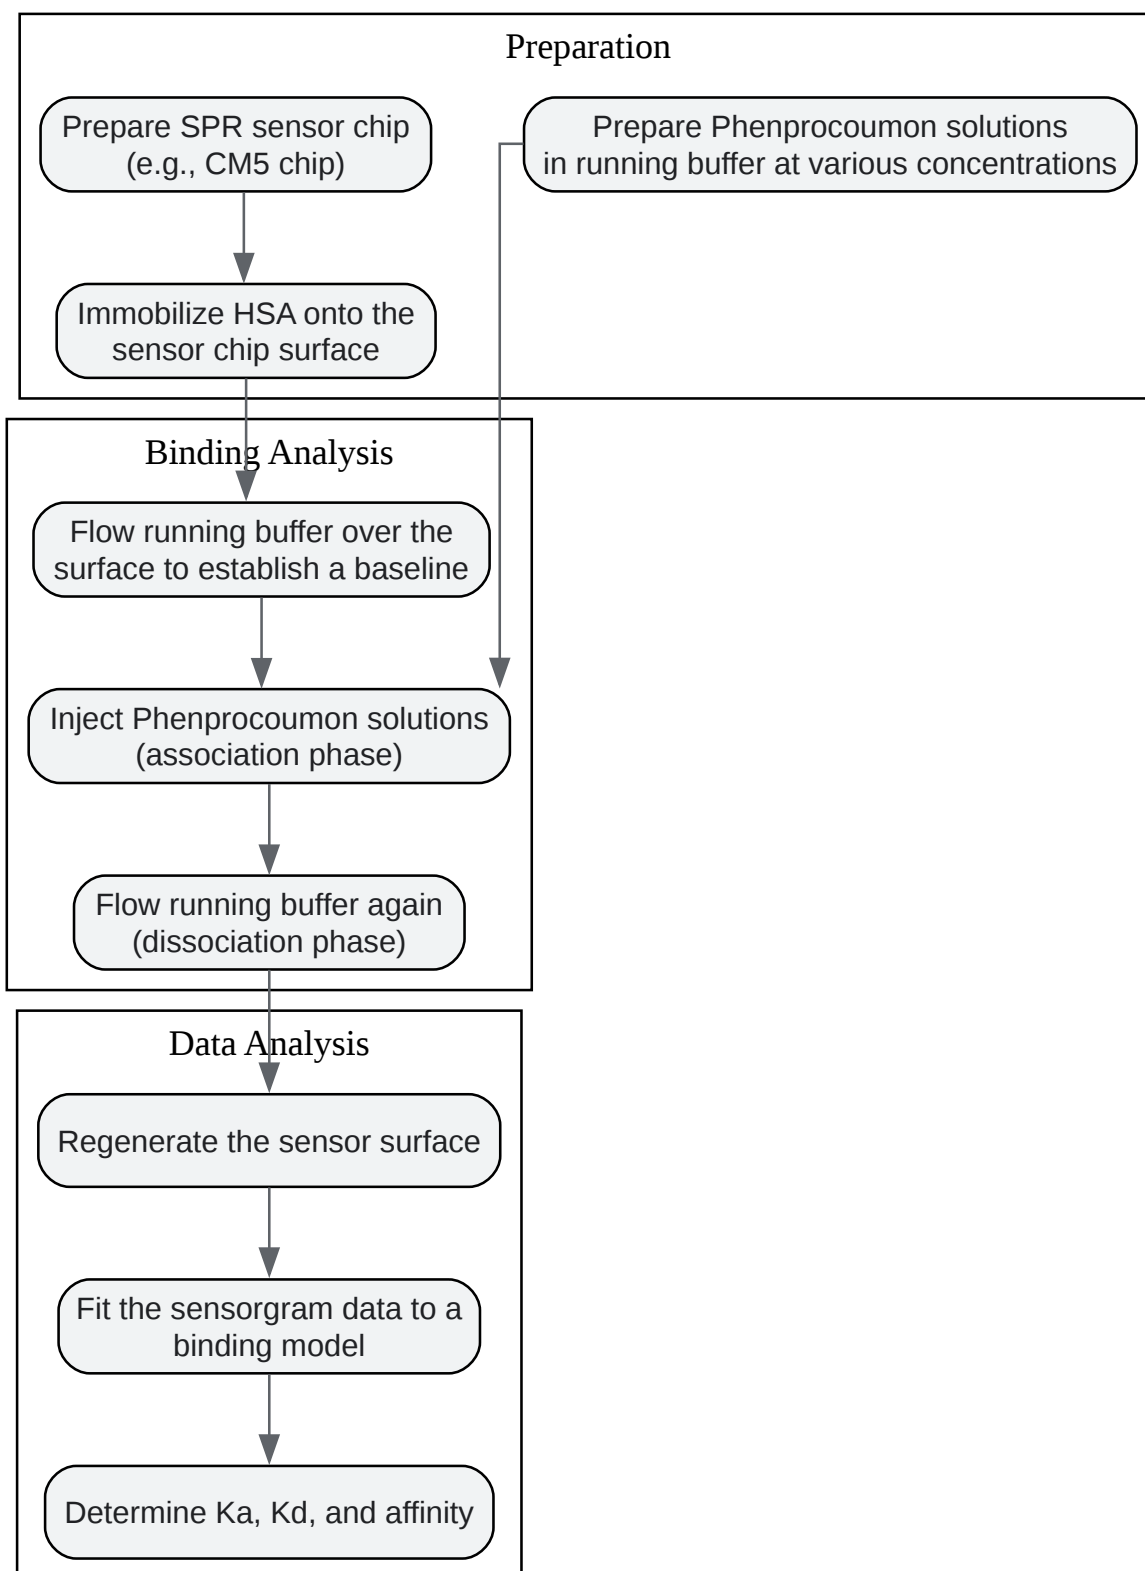 Preparation
Prepare SPR sensor chip
(e.g., CM5 chip)
Prepare Phenprocoumon solutions
in running buffer at various concentrations
Immobilize HSA onto the
sensor chip surface
Binding Analysis
Flow running buffer over the
surface to establish a baseline
Inject Phenprocoumon solutions
(association phase)
Flow running buffer again
(dissociation phase)
Data Analysis
Regenerate the sensor surface
Fit the sensorgram data to a
binding model
Determine Ka, Kd, and affinity